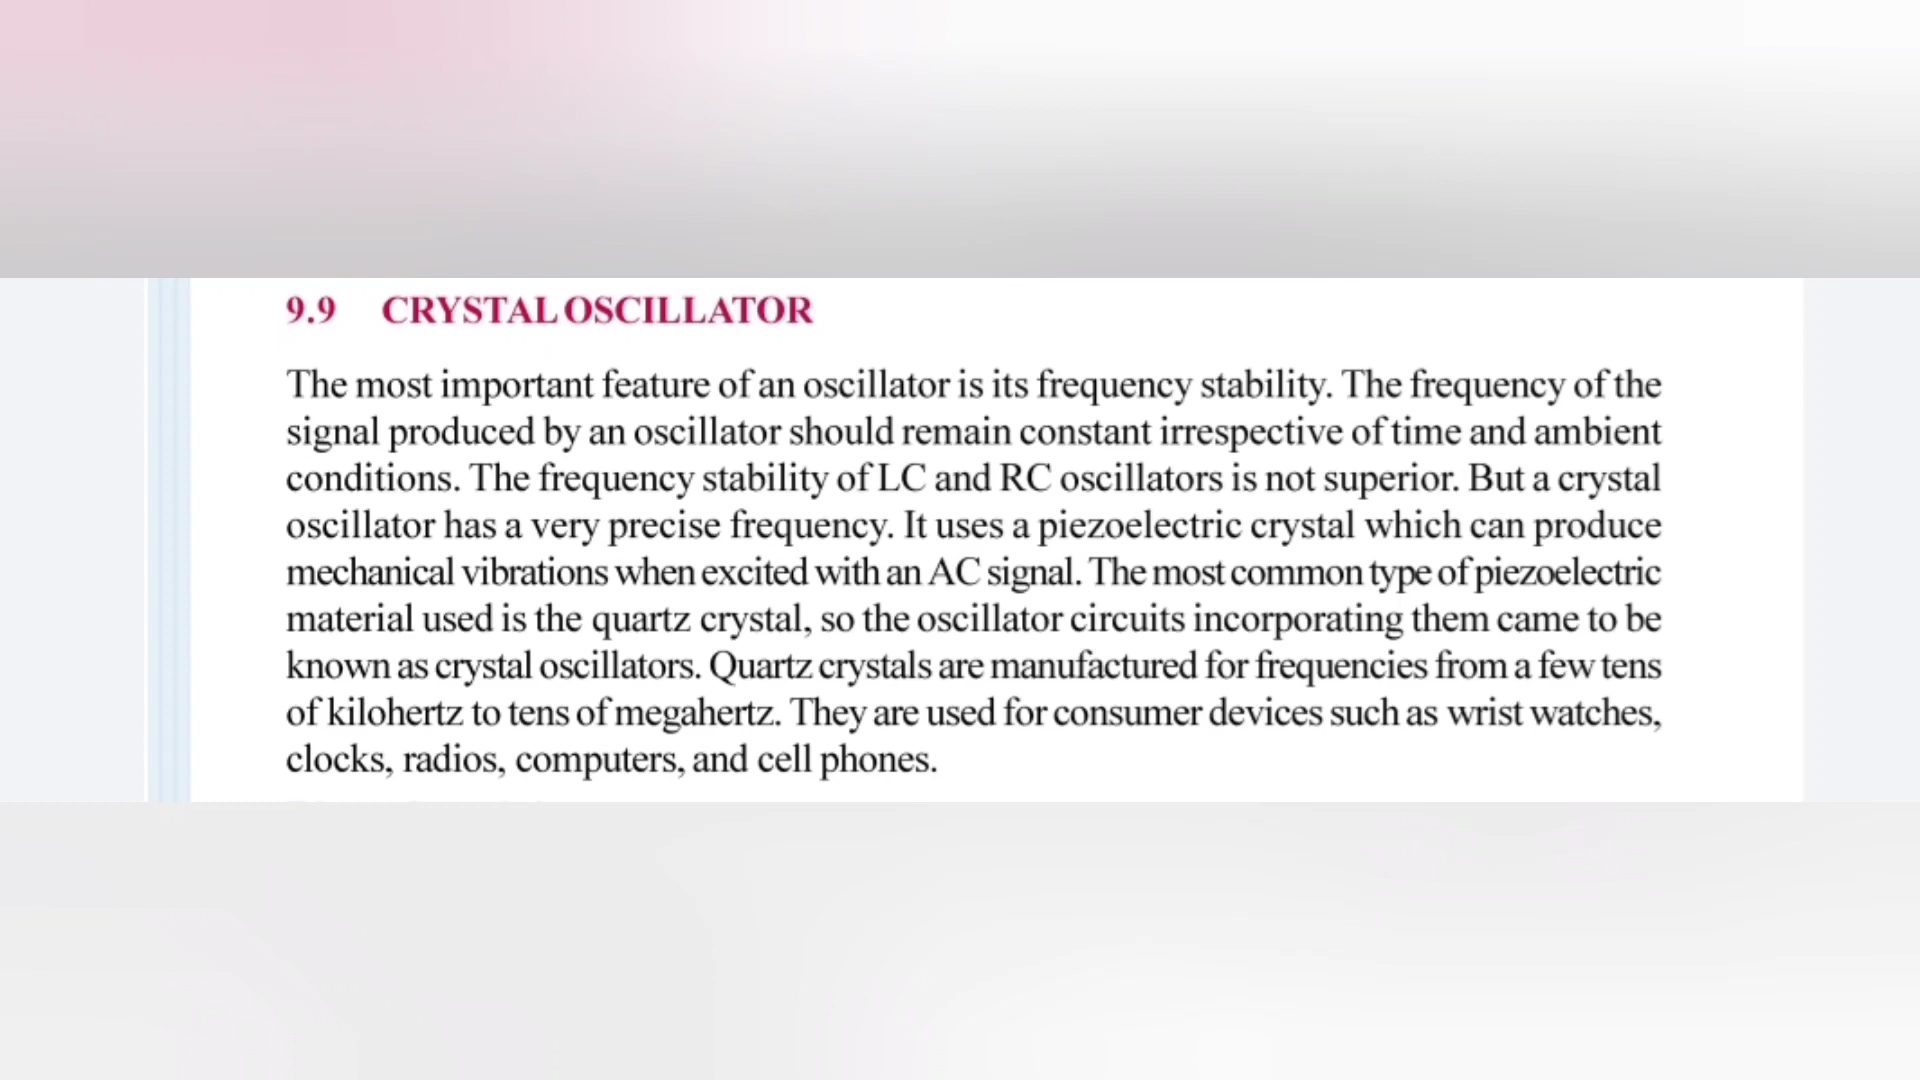 9.9 CRYSTAL OSCILLATOR
The most important feature of an oscillator is its frequency stability. The frequency of the
signal produced by an oscillator should remain constant irrespective of time and ambient
conditions. The frequency stability of LC and RC oscillators is not superior. But a crystal
oscillator has a very precise frequency. It uses a piezoelectric crystal which can produce
mechanical vibrations when excited with an AC signal. The most common type of piezoelectric
material used is the quartz crystal, so the oscillator circuits incorporating them came to be
known as crystal oscillators. Quartz crystals are manufactured for frequencies from a few tens
of kilohertz to tens of megahertz. They are used for consumer devices such as wrist watches,
clocks, radios, computers, and cell phones.